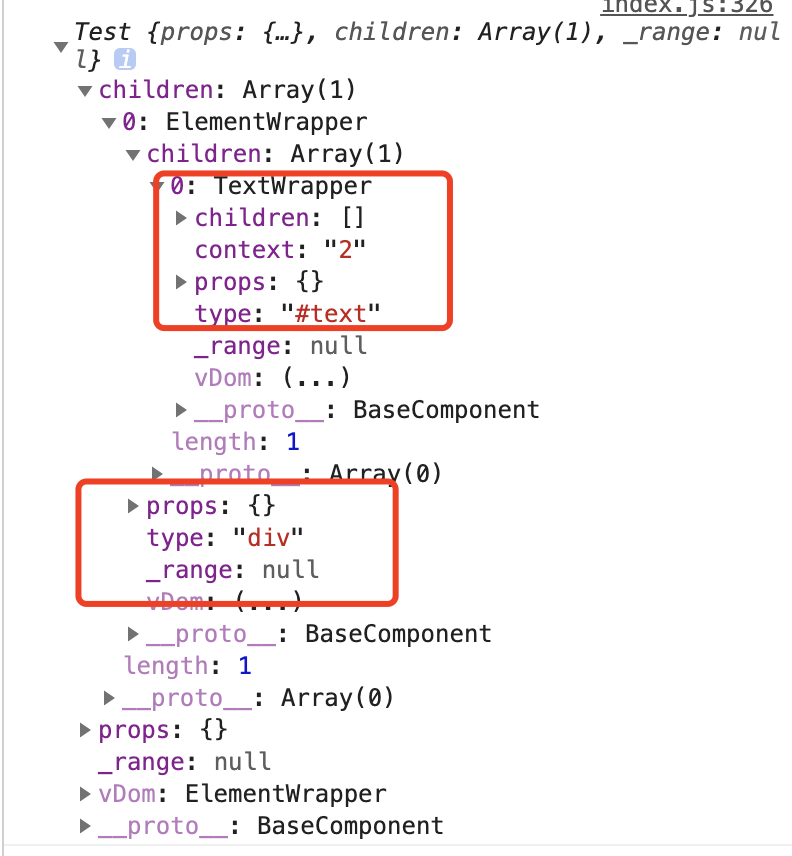 index.js:326
Test {props: {…}, children: Array(1), _range: nul
l} i
children: Array(1)
0: ElementWrapper
children: Array(1)
0: TextWrapper
children: []
context: "2"
props: {}
type: "#text"
_range: null
vDom: (...)
__proto__: BaseComponent
length: 1
__proto__: Array(0)
props: {}
type: "div"
_range: null
vDom: (...)
__proto__: BaseComponent
length: 1
__proto__: Array(0)
props: {}
_range: null
vDom: ElementWrapper
__proto__: BaseComponent